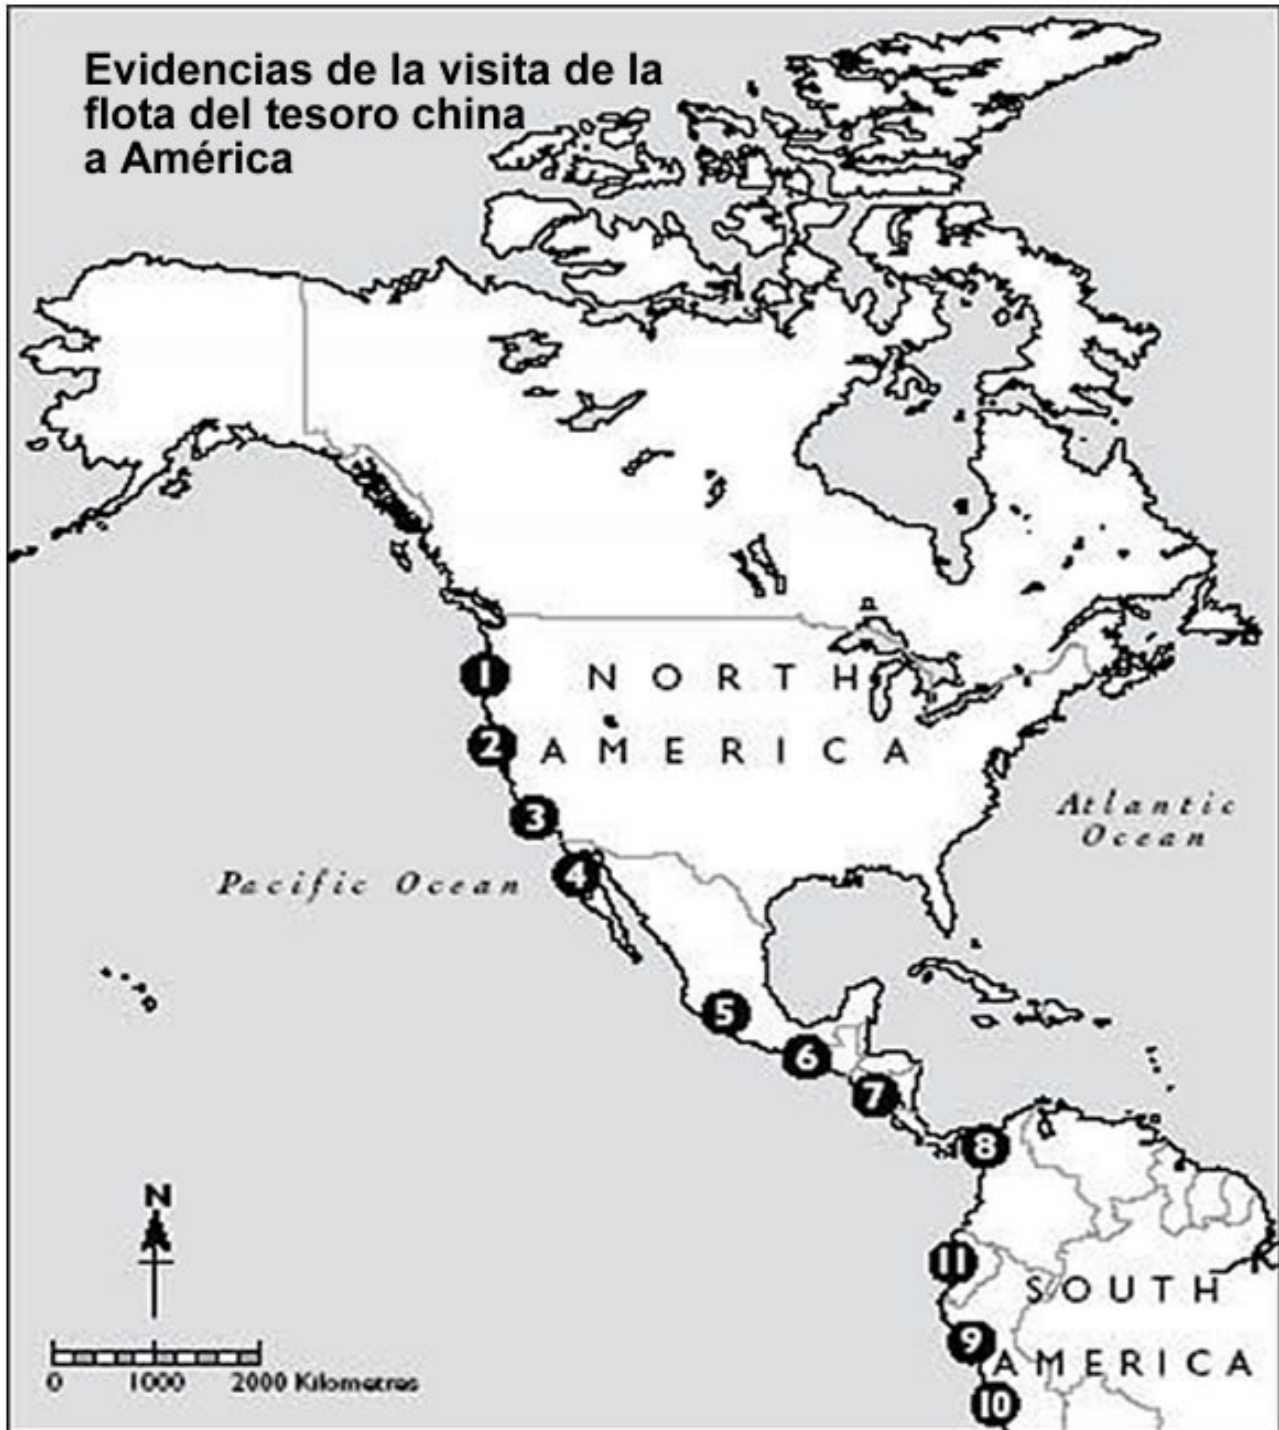 Evidencias de la visita de la
flota del tesoro china
a América
1
NORTH
2
AMERICA
3
Atlantic
Ocean
4
Pacific Ocean
5
6
7
8
N
11
SOUTH
9
AMERICA
0 1000 2000 Kilometres
10